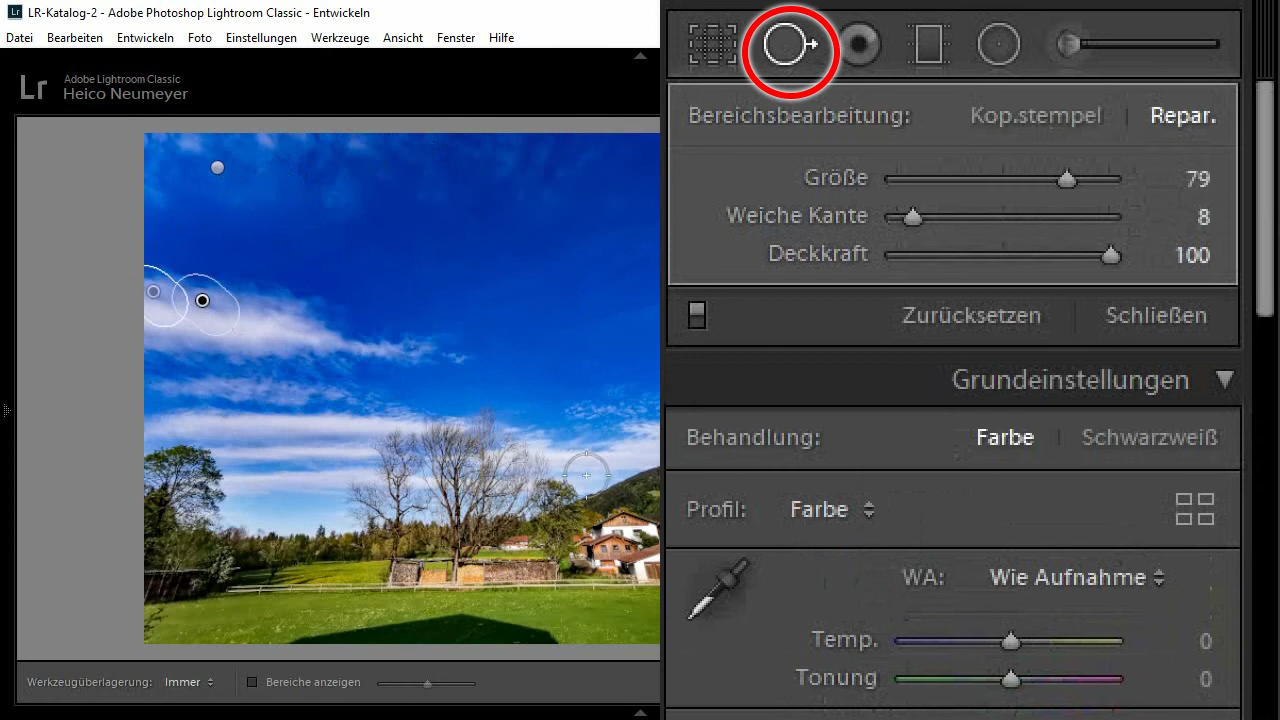 Lr LR-Katalog-2 - Adobe Photoshop Lightroom Classic - Entwickeln
Datei Bearbeiten Entwickeln Foto Einstellungen Werkzeuge Ansicht Fenster Hilfe
Lr Adobe Lightroom Classic
Heico Neumeyer
Werkzeugüberlagerung: Immer Bereiche anzeigen
Bereichsbearbeitung: Kop.stempel Repar.
Größe 79
Weiche Kante 8
Deckkraft 100
Zurücksetzen Schließen
Grundeinstellungen
Behandlung: Farbe Schwarzweiß
Profil: Farbe
WA: Wie Aufnahme
Temp. 0
Tonung 0